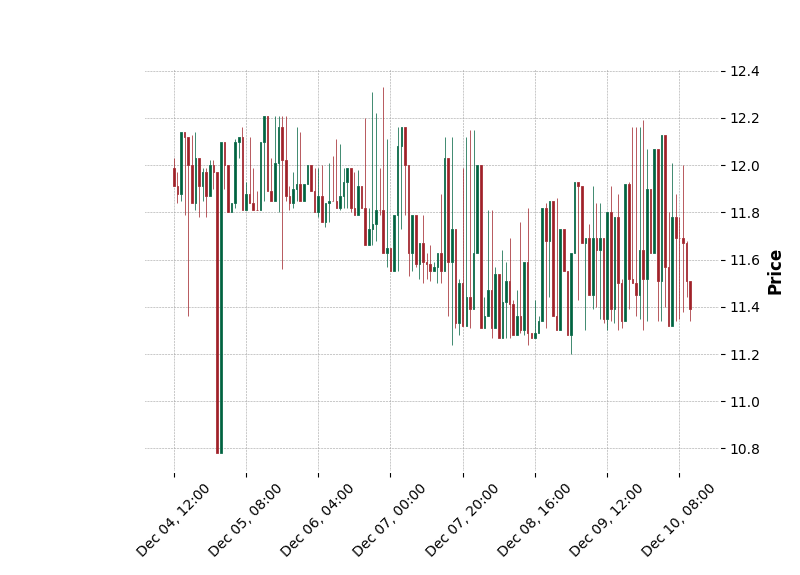 12.4
12.2
12.0
11.8
11.6
11.4
11.2
11.0
10.8
Price
Dec 04, 12:00
Dec 05, 08:00
Dec 06, 04:00
Dec 07, 00:00
Dec 07, 20:00
Dec 08, 16:00
Dec 09, 12:00
Dec 10, 08:00